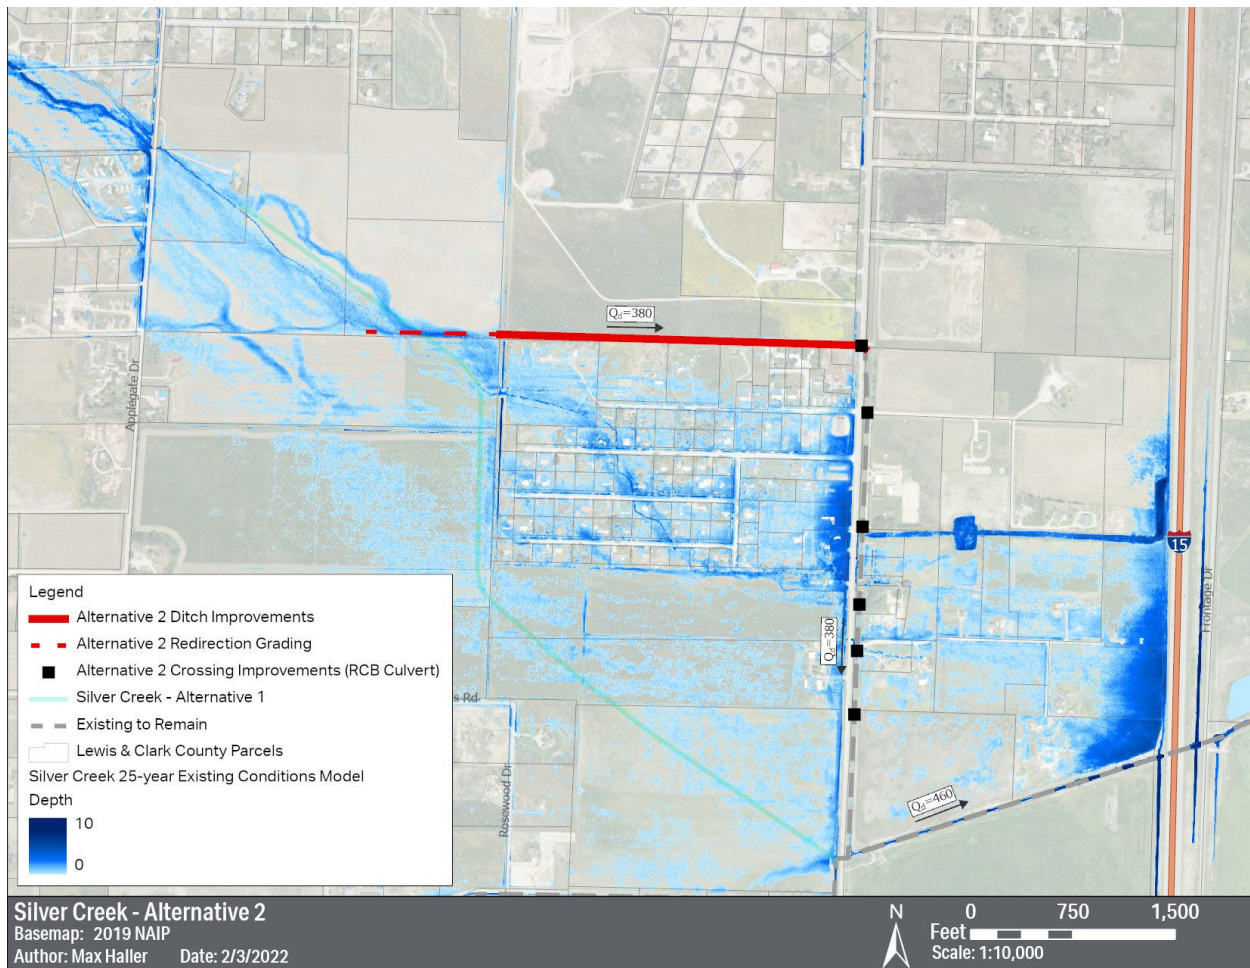 Q_d=380
Applegate Dr
15
Frontage Dr
Q_d=380
Q_d=460
s Rd
Rosewood Dr
Legend
Alternative 2 Ditch Improvements
Alternative 2 Redirection Grading
Alternative 2 Crossing Improvements (RCB Culvert)
Silver Creek - Alternative 1
Existing to Remain
Lewis & Clark County Parcels
Silver Creek 25-year Existing Conditions Model
Depth
10
0
Silver Creek - Alternative 2
Basemap: 2019 NAIP
Author: Max Haller Date: 2/3/2022
N
0 750 1,500
Feet
Scale: 1:10,000